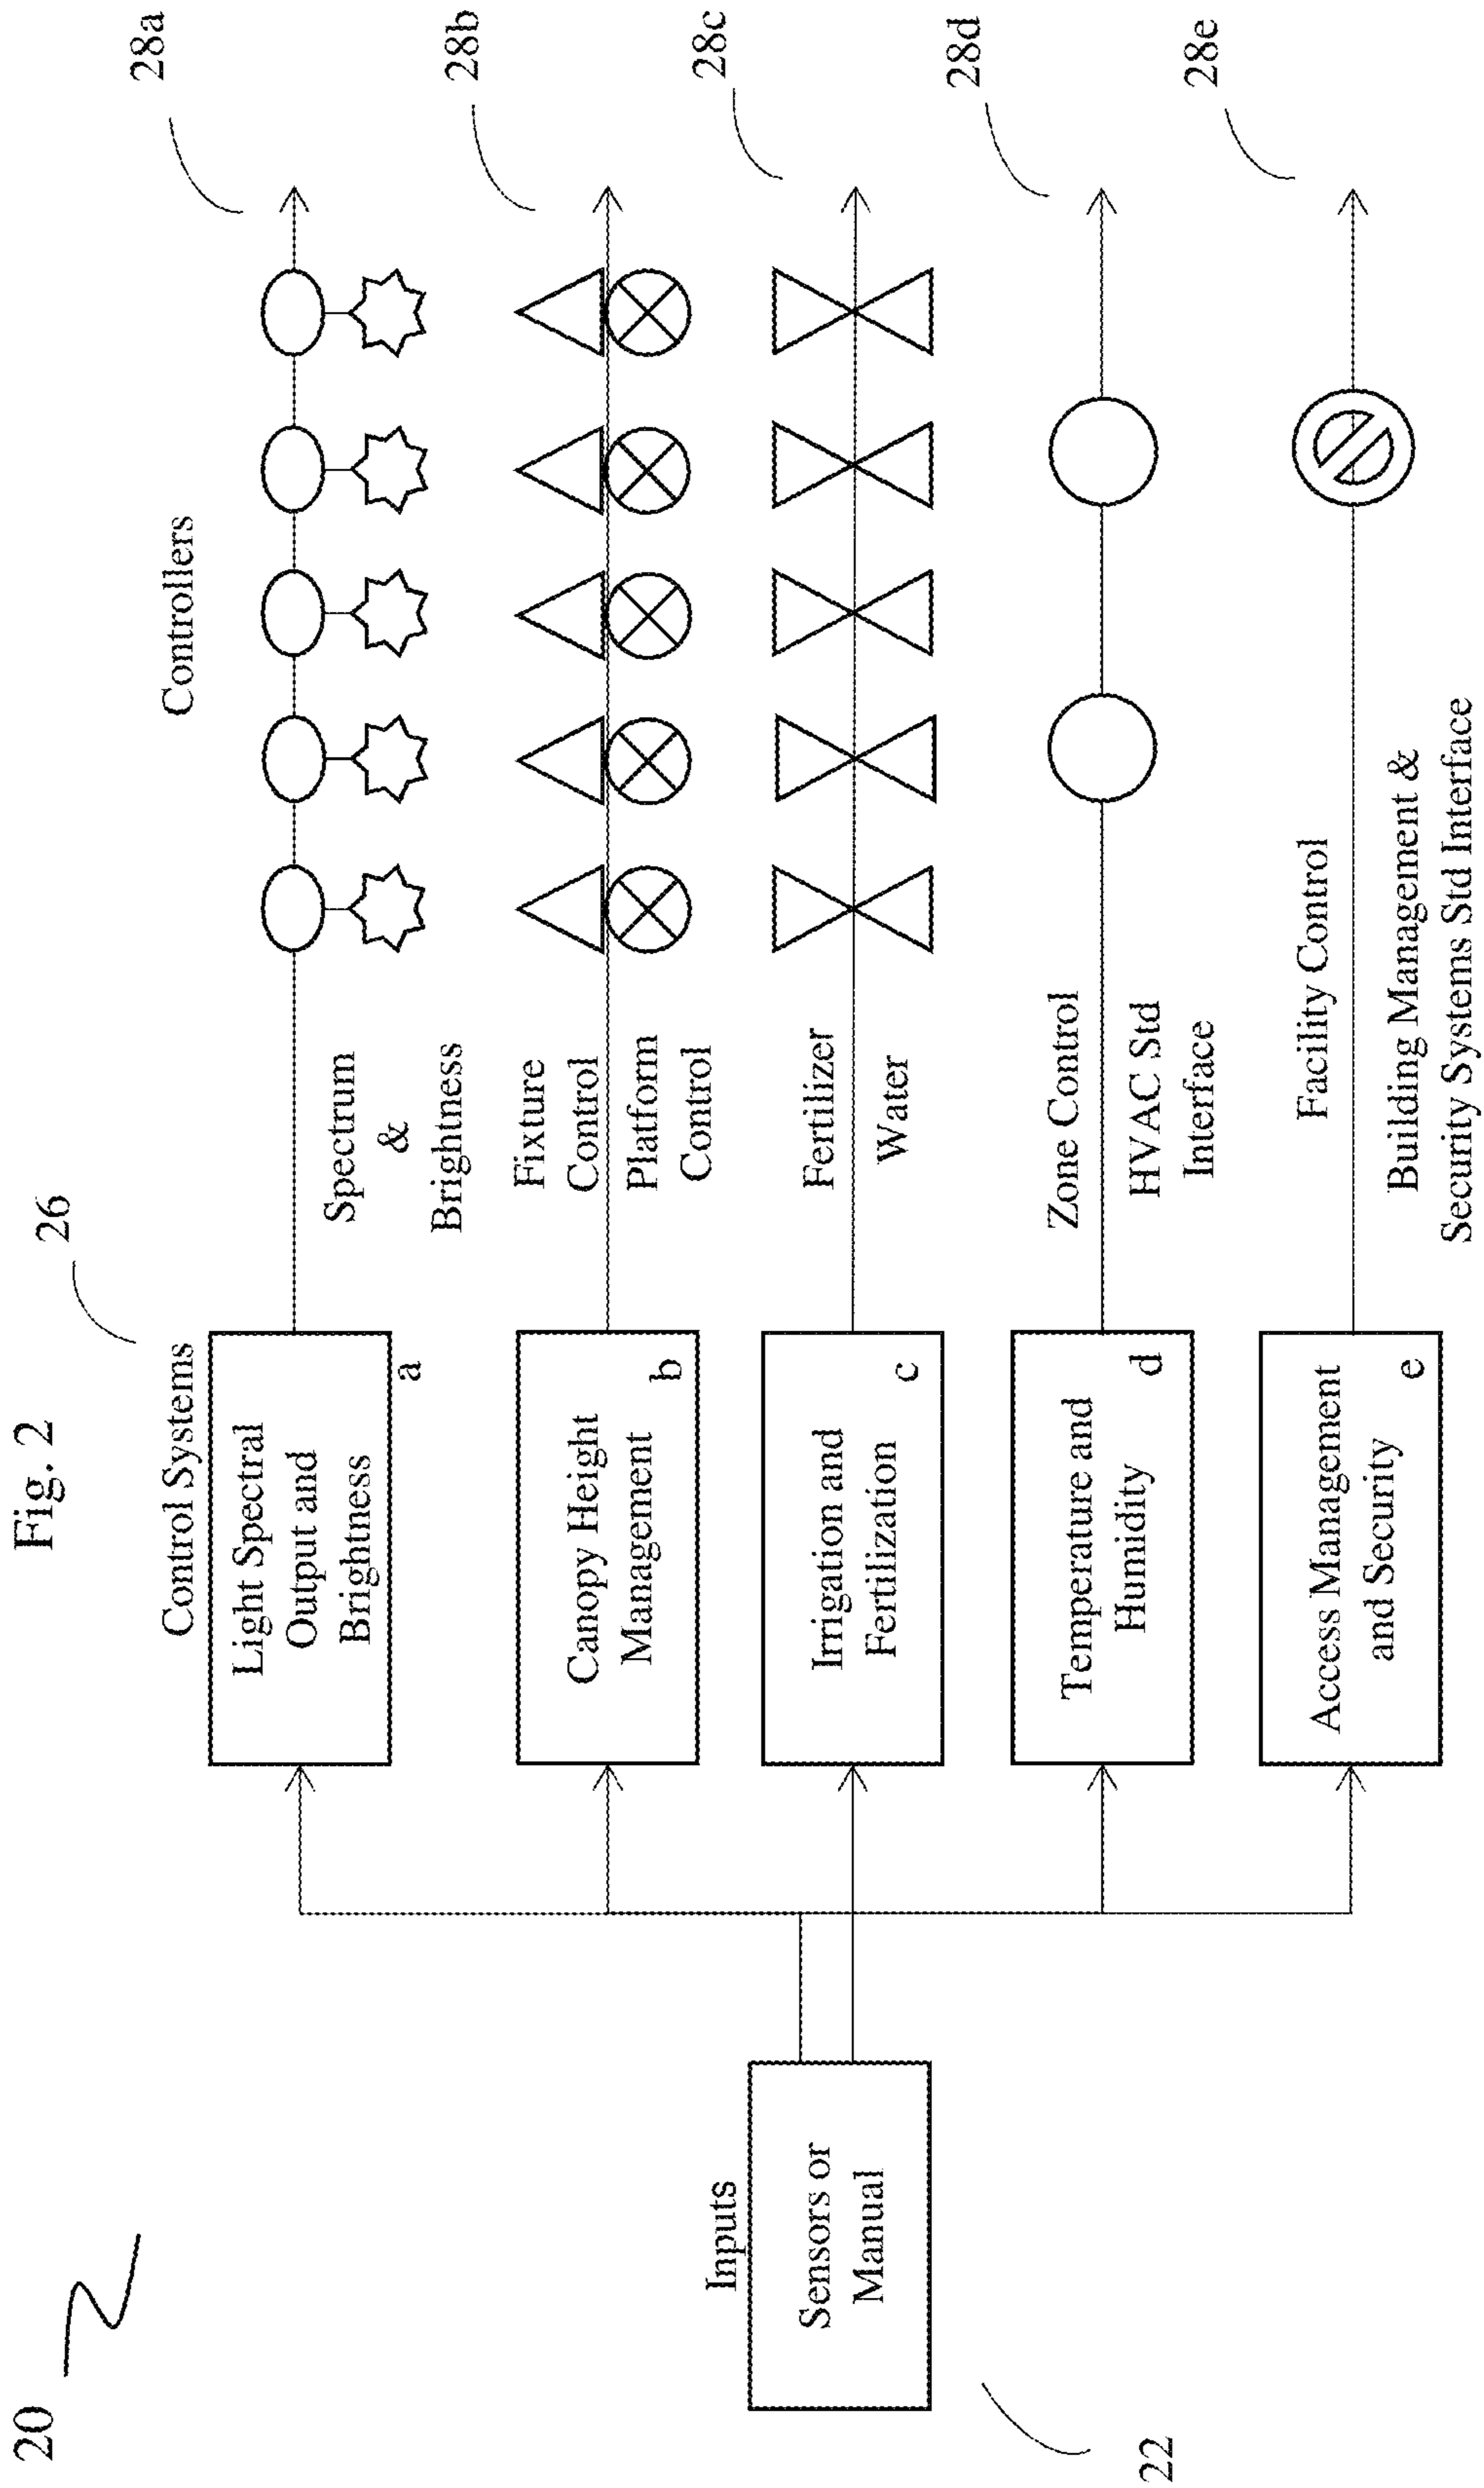 Fig. 2
20
26
Control Systems
Controllers
28a
28b
28c
28d
28e
Inputs
Sensors or
Manual
22
Light Spectral
Output and
Brightness
a
Spectrum
&
Brightness
Canopy Height
Management
b
Fixture
Control
Platform
Control
Irrigation and
Fertilization
c
Fertilizer
Water
Temperature and
Humidity
d
Zone Control
HVAC Std
Interface
Access Management
and Security
e
Facility Control
Building Management &
Security Systems Std Interface